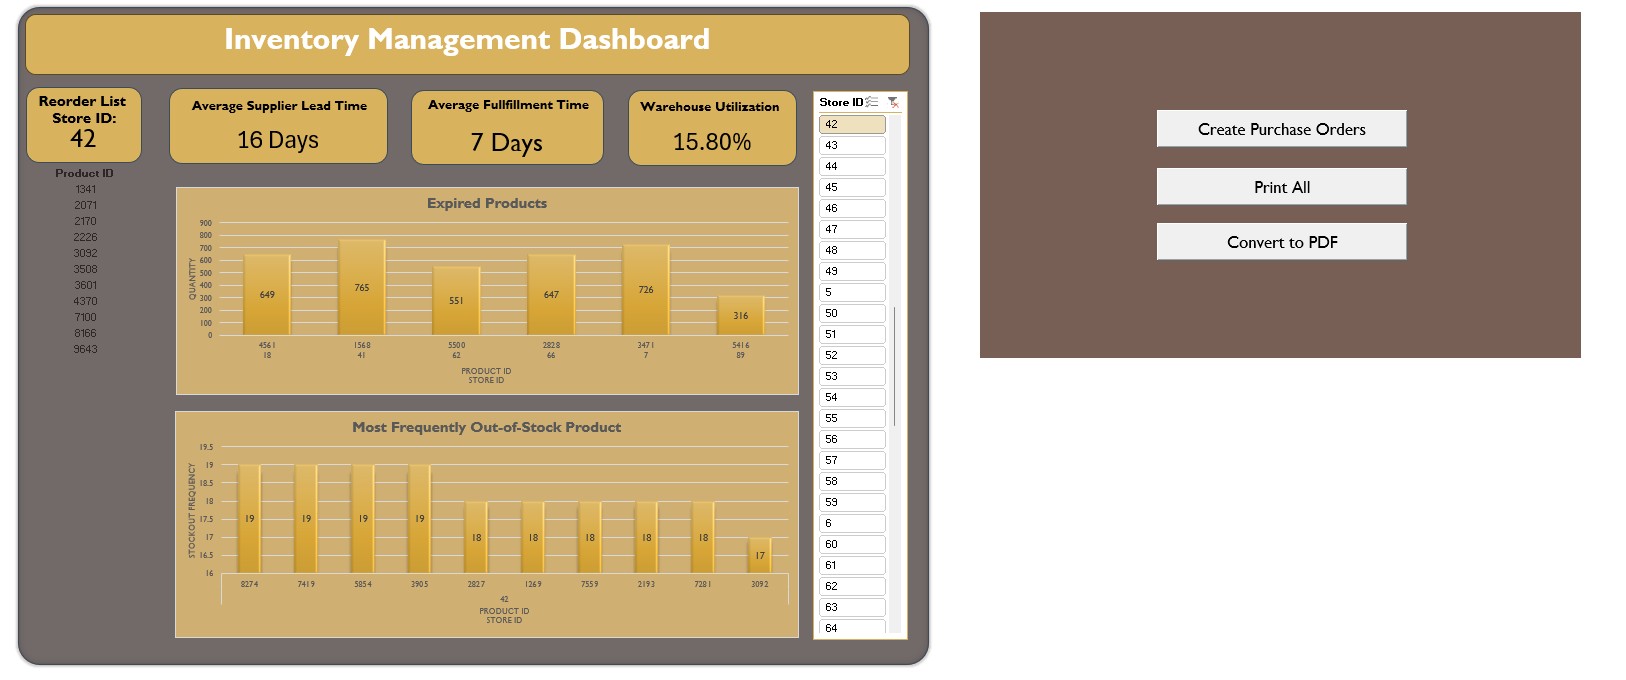 Inventory Management Dashboard
Reorder List
Store ID:
42
Average Supplier Lead Time
16 Days
Average Fullfillment Time
7 Days
Warehouse Utilization
15.80%
Product ID
1341
2071
2170
2226
3092
3508
3601
4370
7100
8166
9643
Expired Products
QUANTITY
900
800
700
600
500
400
300
200
100
0
649
765
551
647
726
316
4561 1568 5500 2828 3471 5416
18 41 62 66 7 89
PRODUCT ID
STORE ID
Most Frequently Out-of-Stock Product
STOCKOUT FREQUENCY
19.5
19
18.5
18
17.5
17
16.5
16
19 19 19 19 18 18 18 18 18 17
8274 7419 5854 3905 2827 1269 7559 2193 7281 3092
42
PRODUCT ID
STORE ID
Store ID
42
43
44
45
46
47
48
49
5
50
51
52
53
54
55
56
57
58
59
6
60
61
62
63
64
Create Purchase Orders
Print All
Convert to PDF